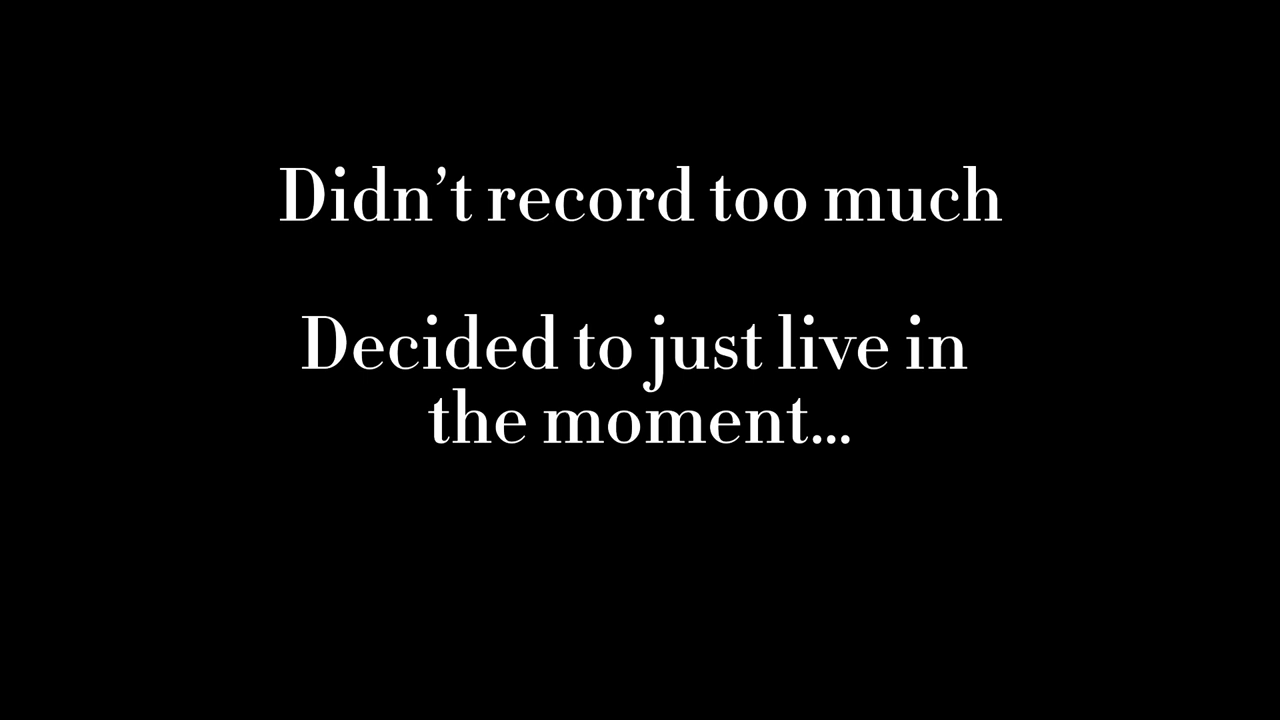 Didn’t record too much
Decided to just live in
the moment...